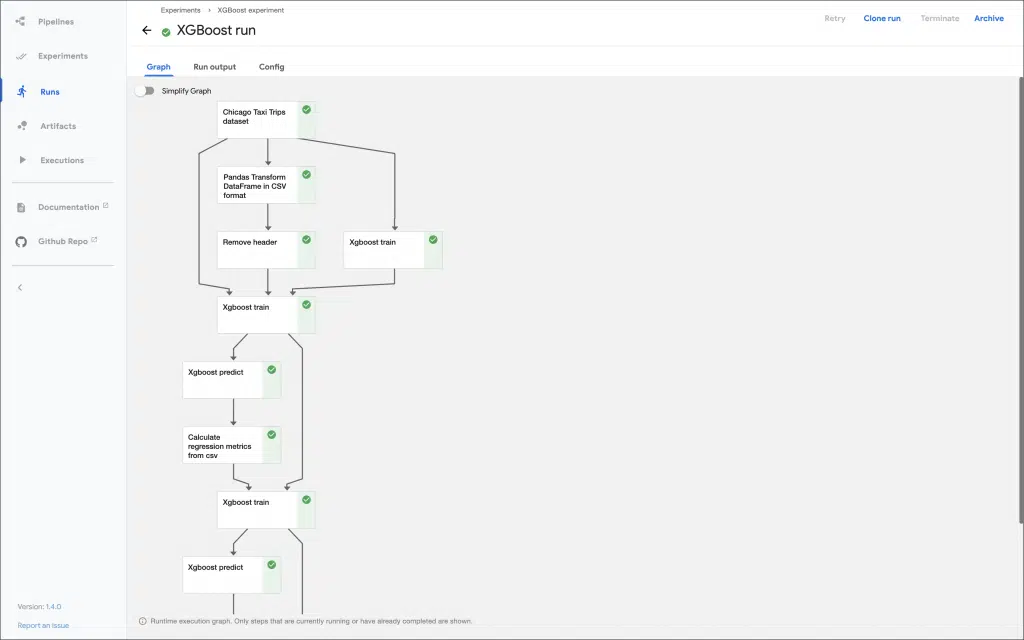 Pipelines
Experiments
Runs
Artifacts
Executions
Documentation
Github Repo
Version: 1.4.0
Report an Issue
Experiments › XGBoost experiment
XGBoost run
Retry
Clone run
Terminate
Archive
Graph
Run output
Config
Simplify Graph
Chicago Taxi Trips
dataset
Pandas Transform
DataFrame in CSV
format
Remove header
Xgboost train
Xgboost train
Xgboost predict
Calculate
regression metrics
from csv
Xgboost train
Xgboost predict
Runtime execution graph. Only steps that are currently running or have already completed are shown.